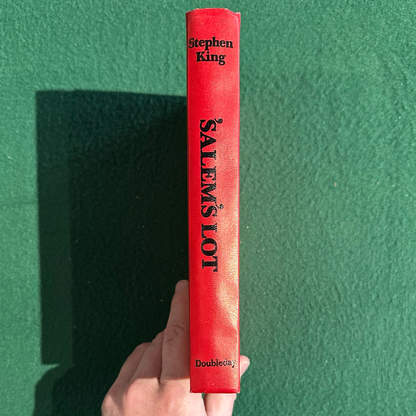 Stephen
King
'SALEM'S LOT
Doubleday